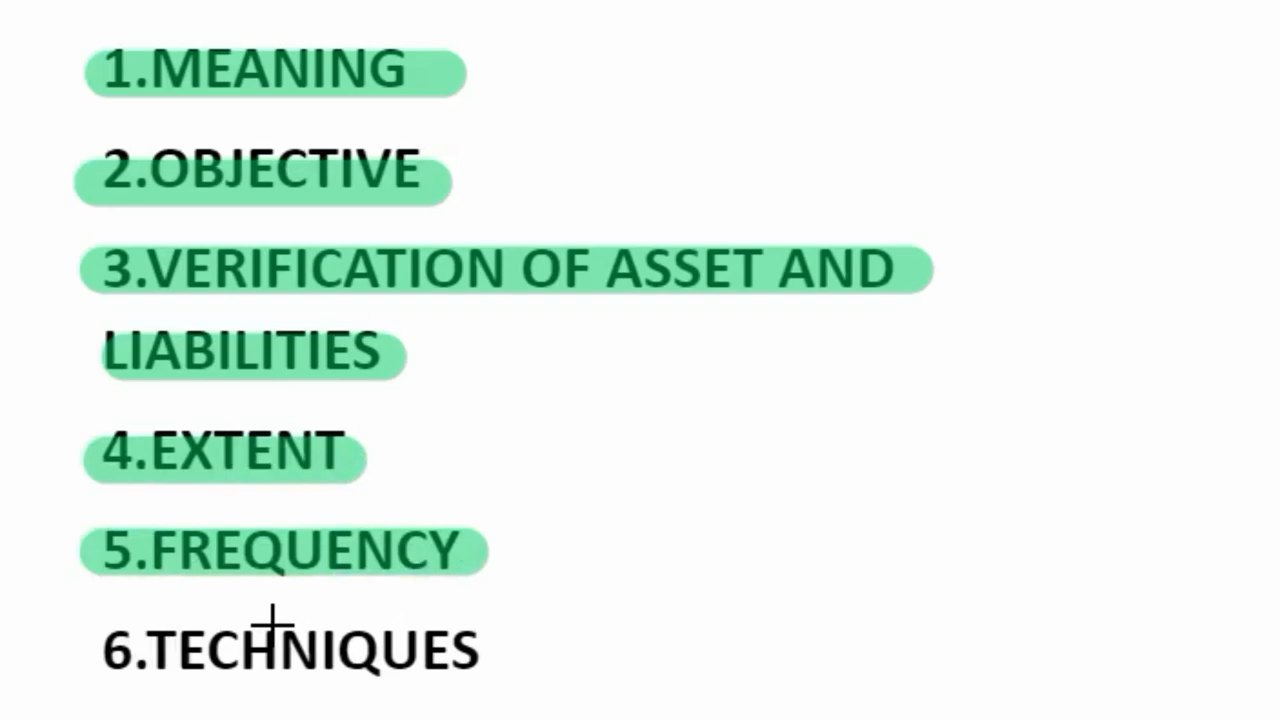 1.MEANING
2.OBJECTIVE
3.VERIFICATION OF ASSET AND
LIABILITIES
4.EXTENT
5.FREQUENCY
6.TECHNIQUES